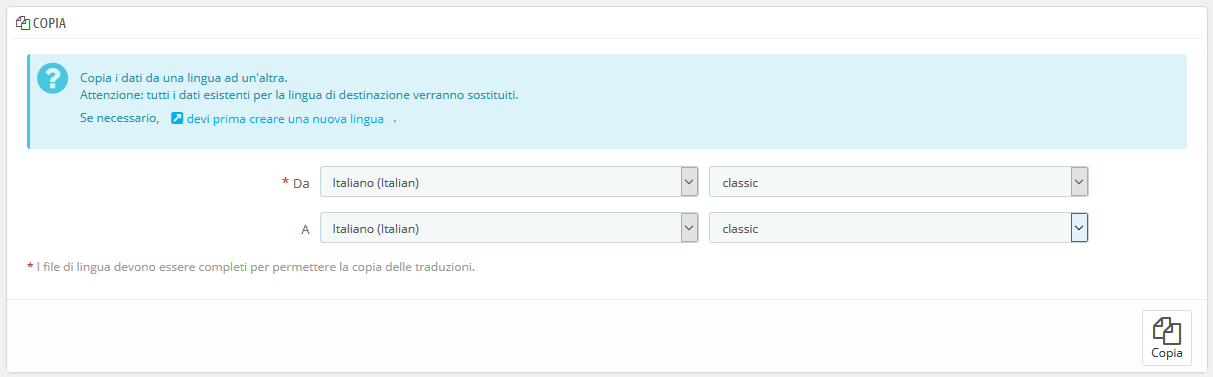 COPIA
Copia i dati da una lingua ad un'altra.
Attenzione: tutti i dati esistenti per la lingua di destinazione verranno sostituiti.
Se necessario, devi prima creare una nuova lingua .
* Da Italiano (Italian) classic
A Italiano (Italian) classic
* I file di lingua devono essere completi per permettere la copia delle traduzioni.
Copia